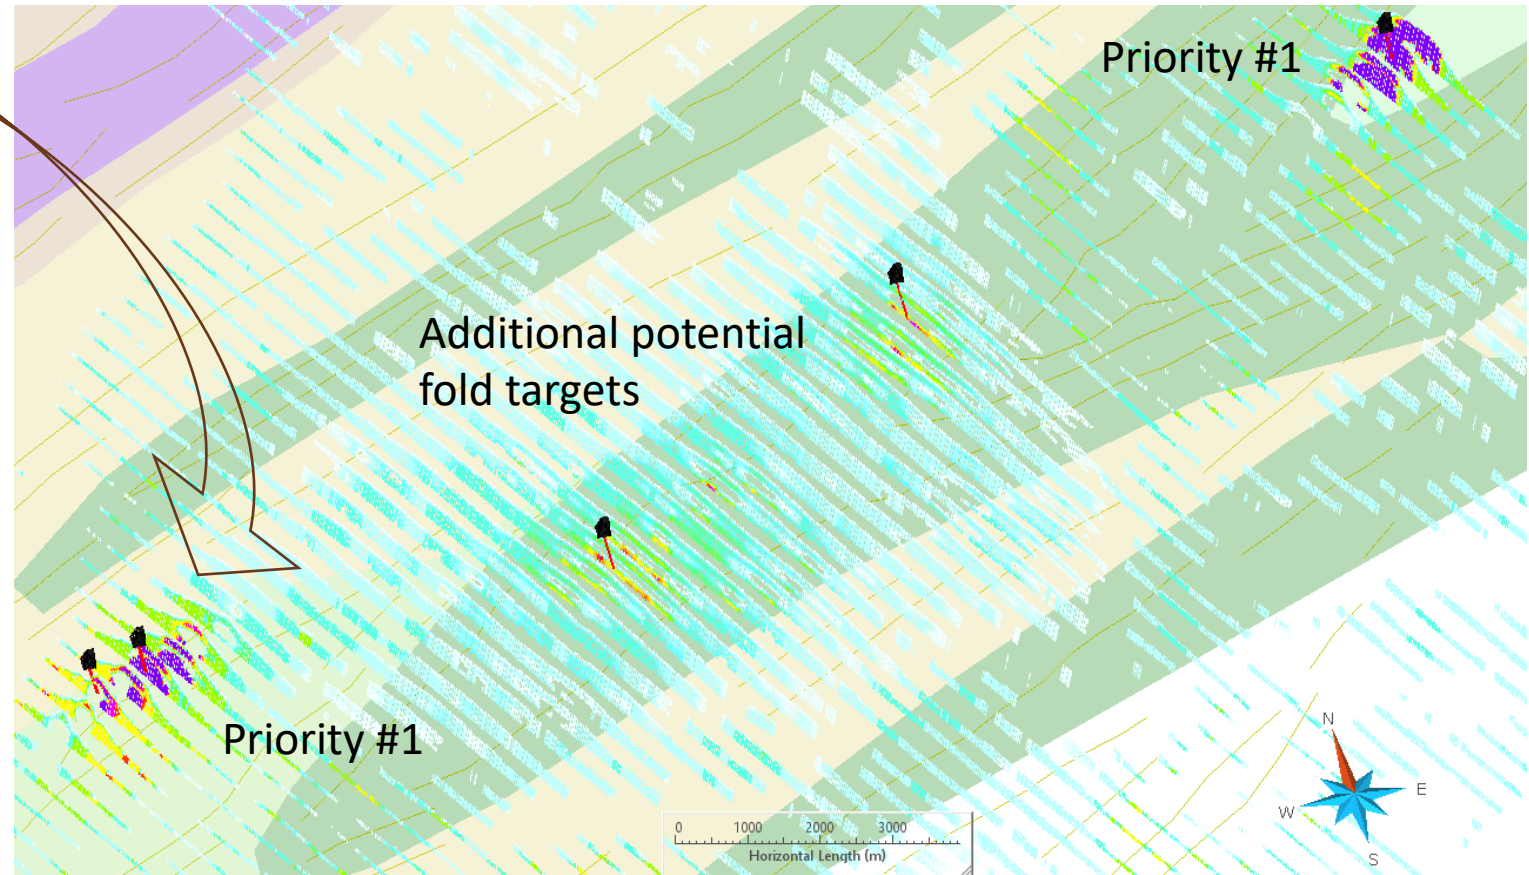 Priority #1
Additional potential
fold targets
Priority #1
N
E
W
S
0 1000 2000 3000
Horizontal Length (m)